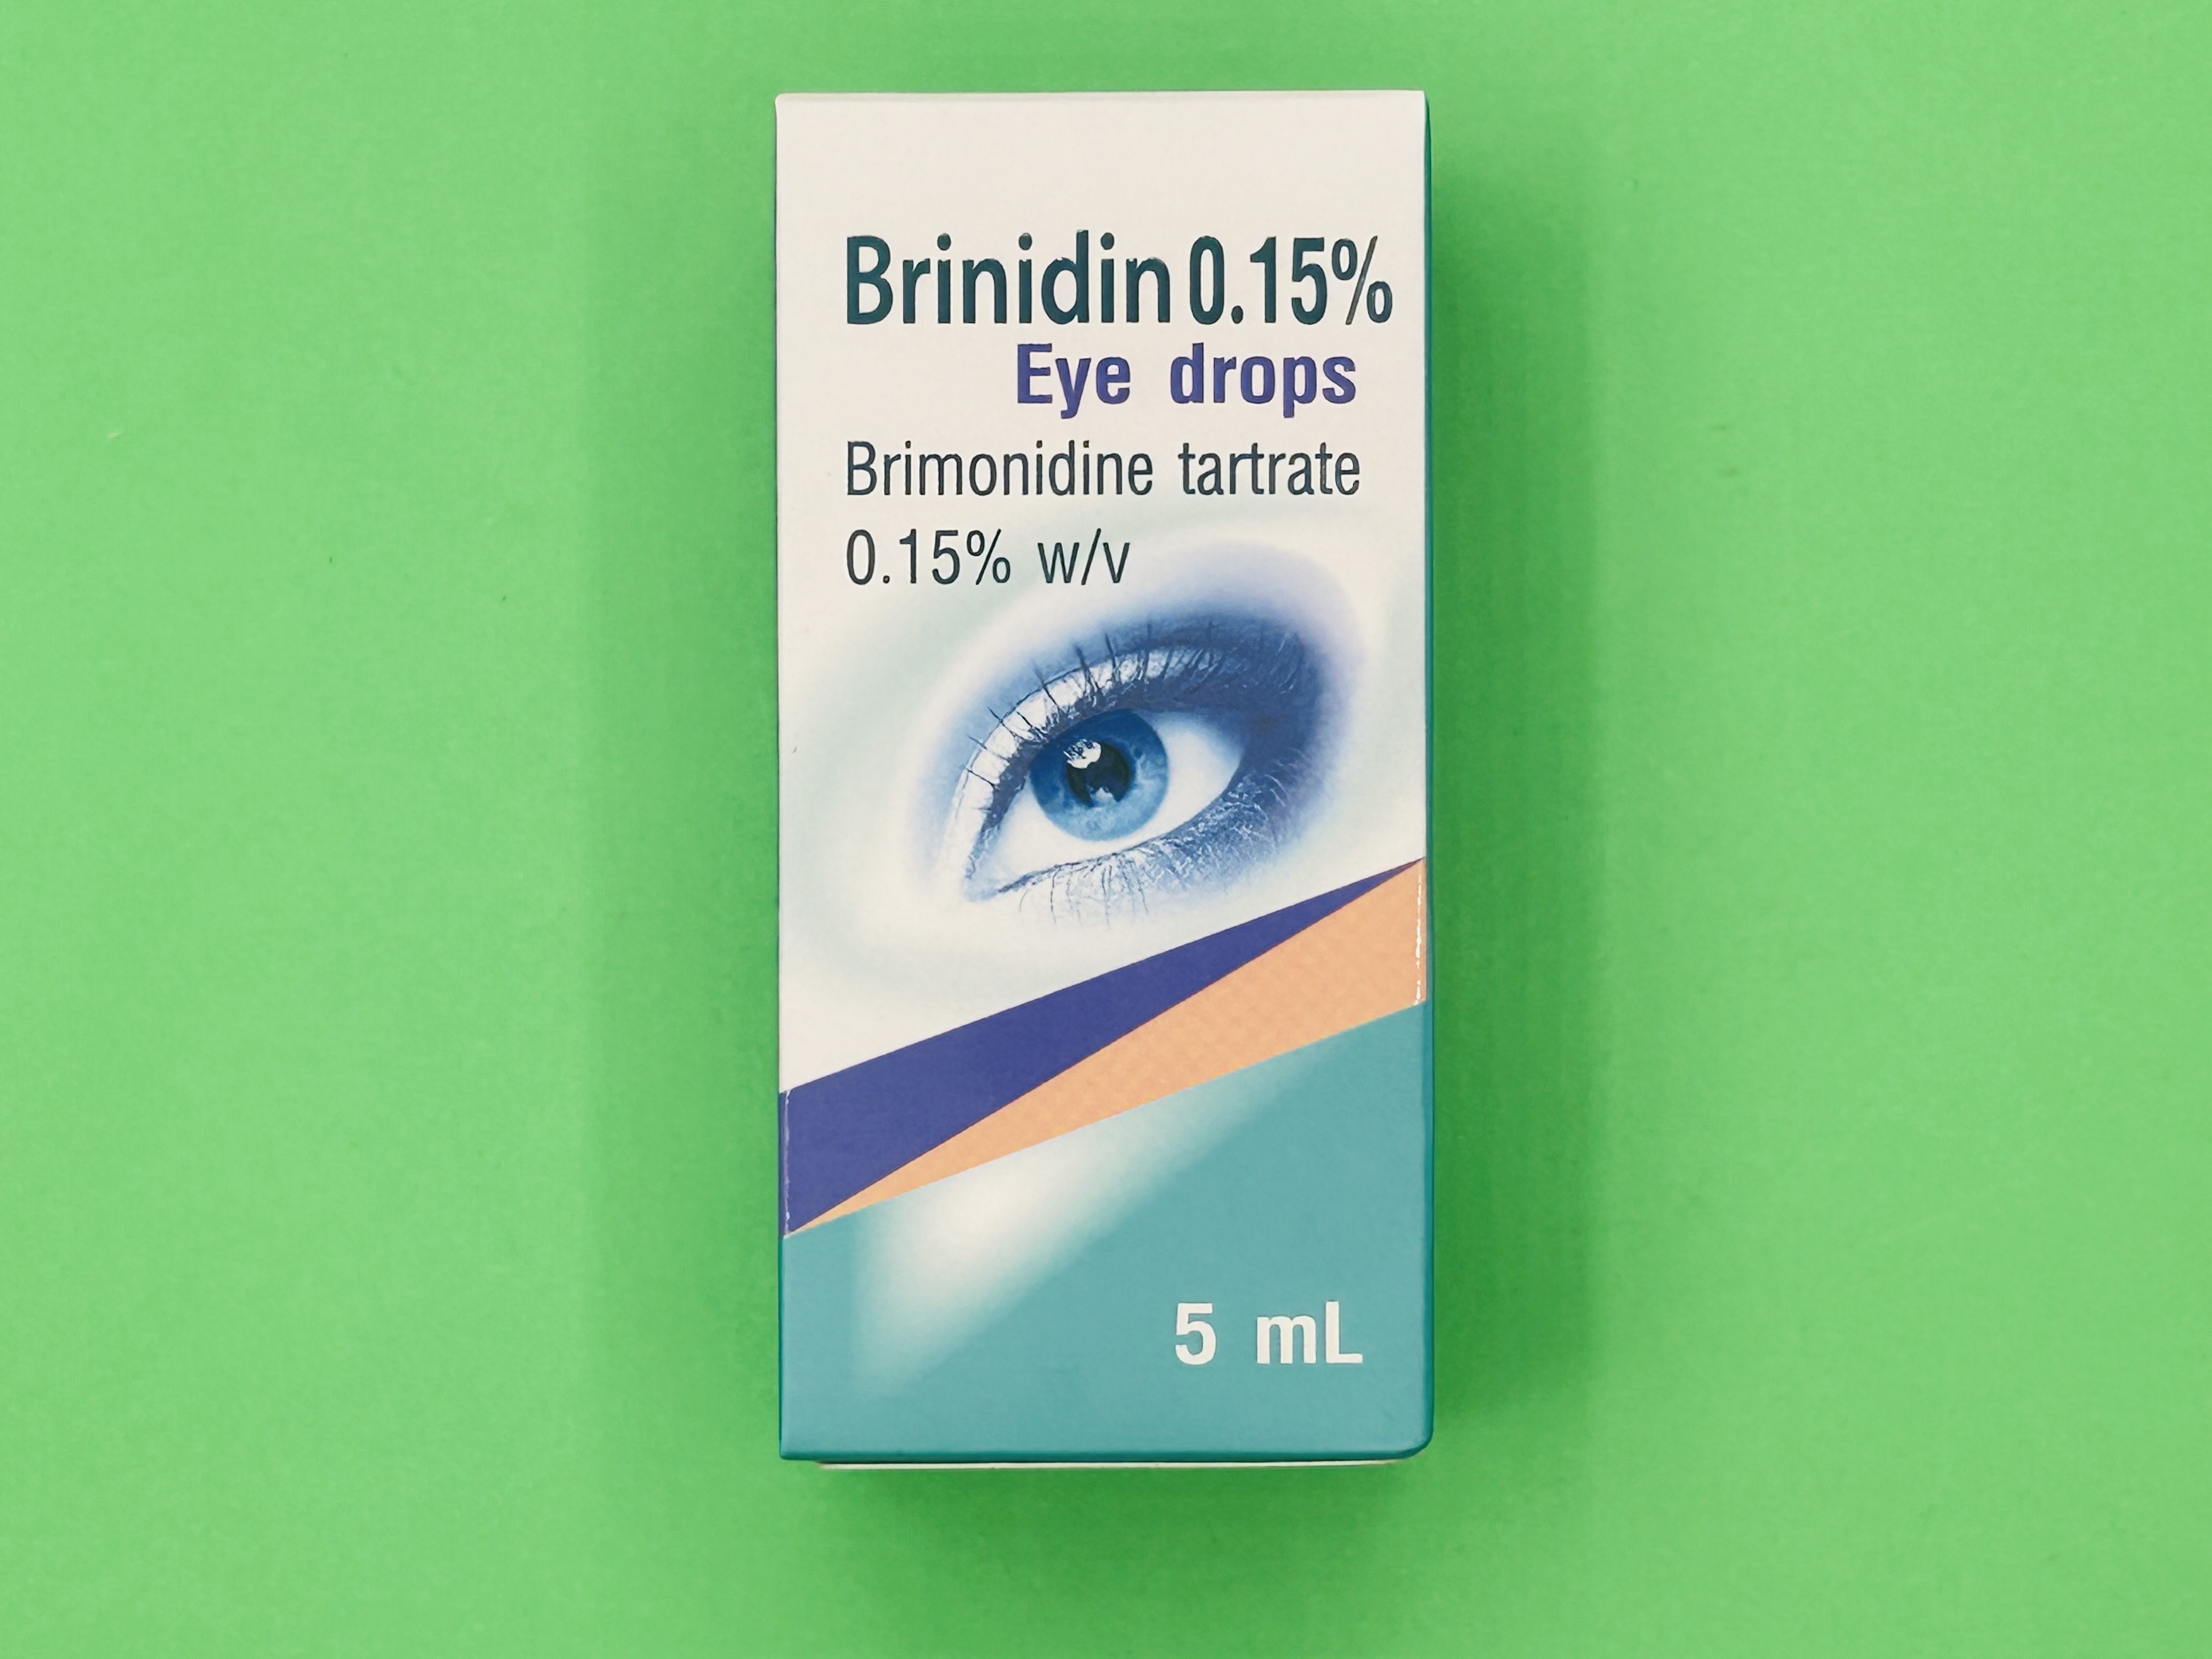 Brinidin 0.15%
Eye drops
Brimonidine tartrate
0.15% w/v
5 mL